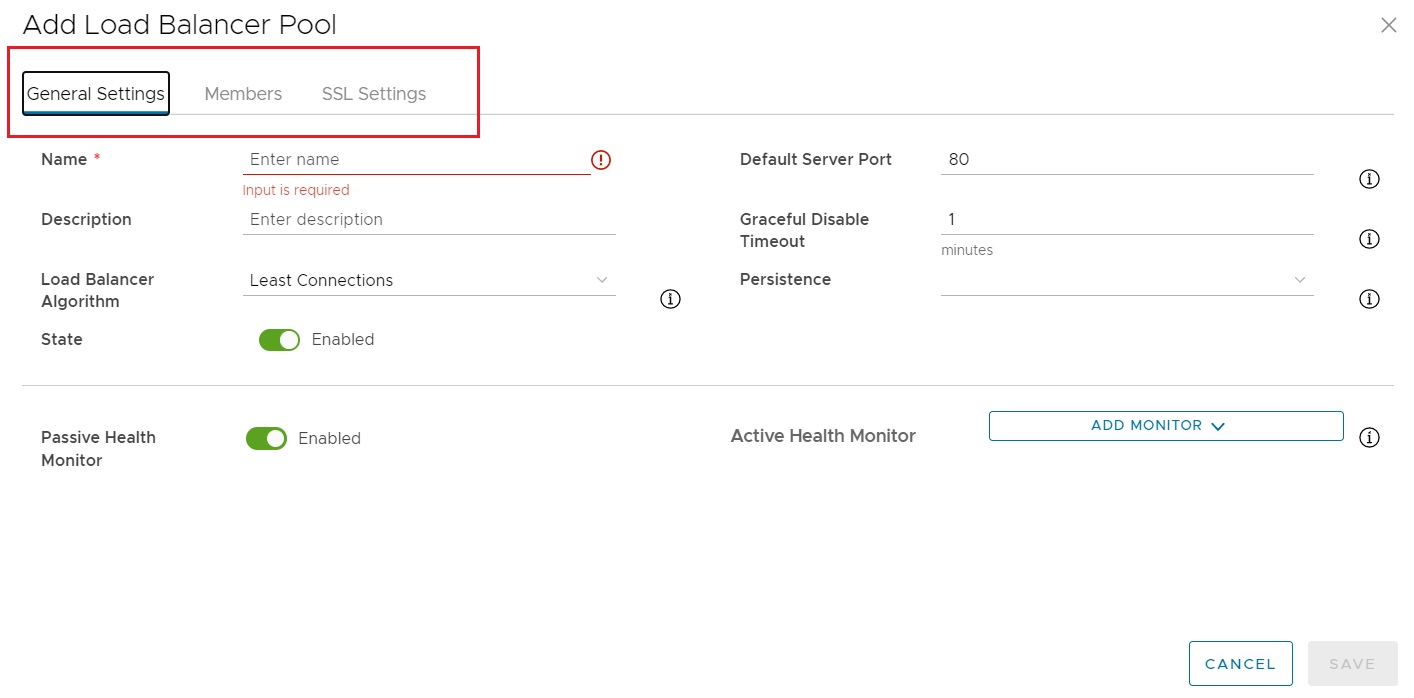 Add Load Balancer Pool
General Settings Members SSL Settings
Name *
Enter name
Input is required
Default Server Port
80
Description
Enter description
Graceful Disable
Timeout
1
minutes
Load Balancer
Algorithm
Least Connections
Persistence
State
Enabled
Passive Health
Monitor
Enabled
Active Health Monitor
ADD MONITOR
CANCEL
SAVE